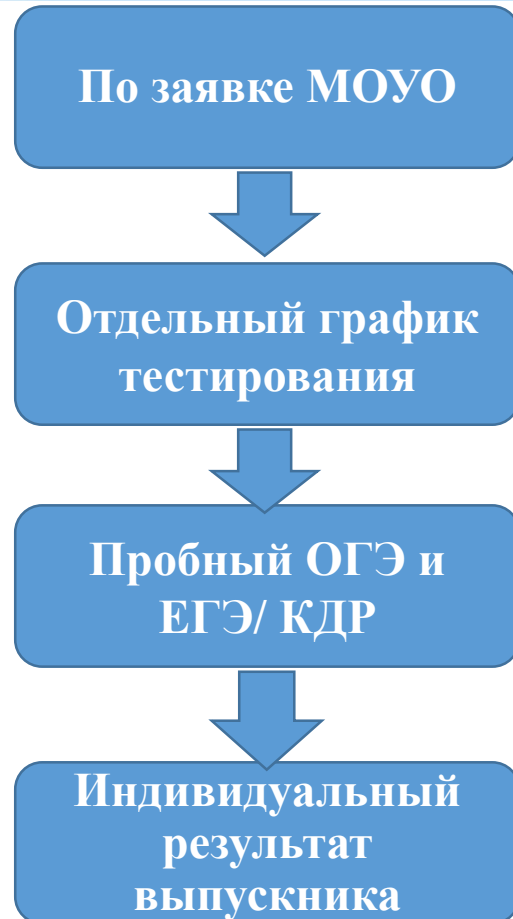 По заявке МОУО
Отдельный график
тестирования
Пробный ОГЭ и
ЕГЭ/ КДР
Индивидуальный
результат
выпускника